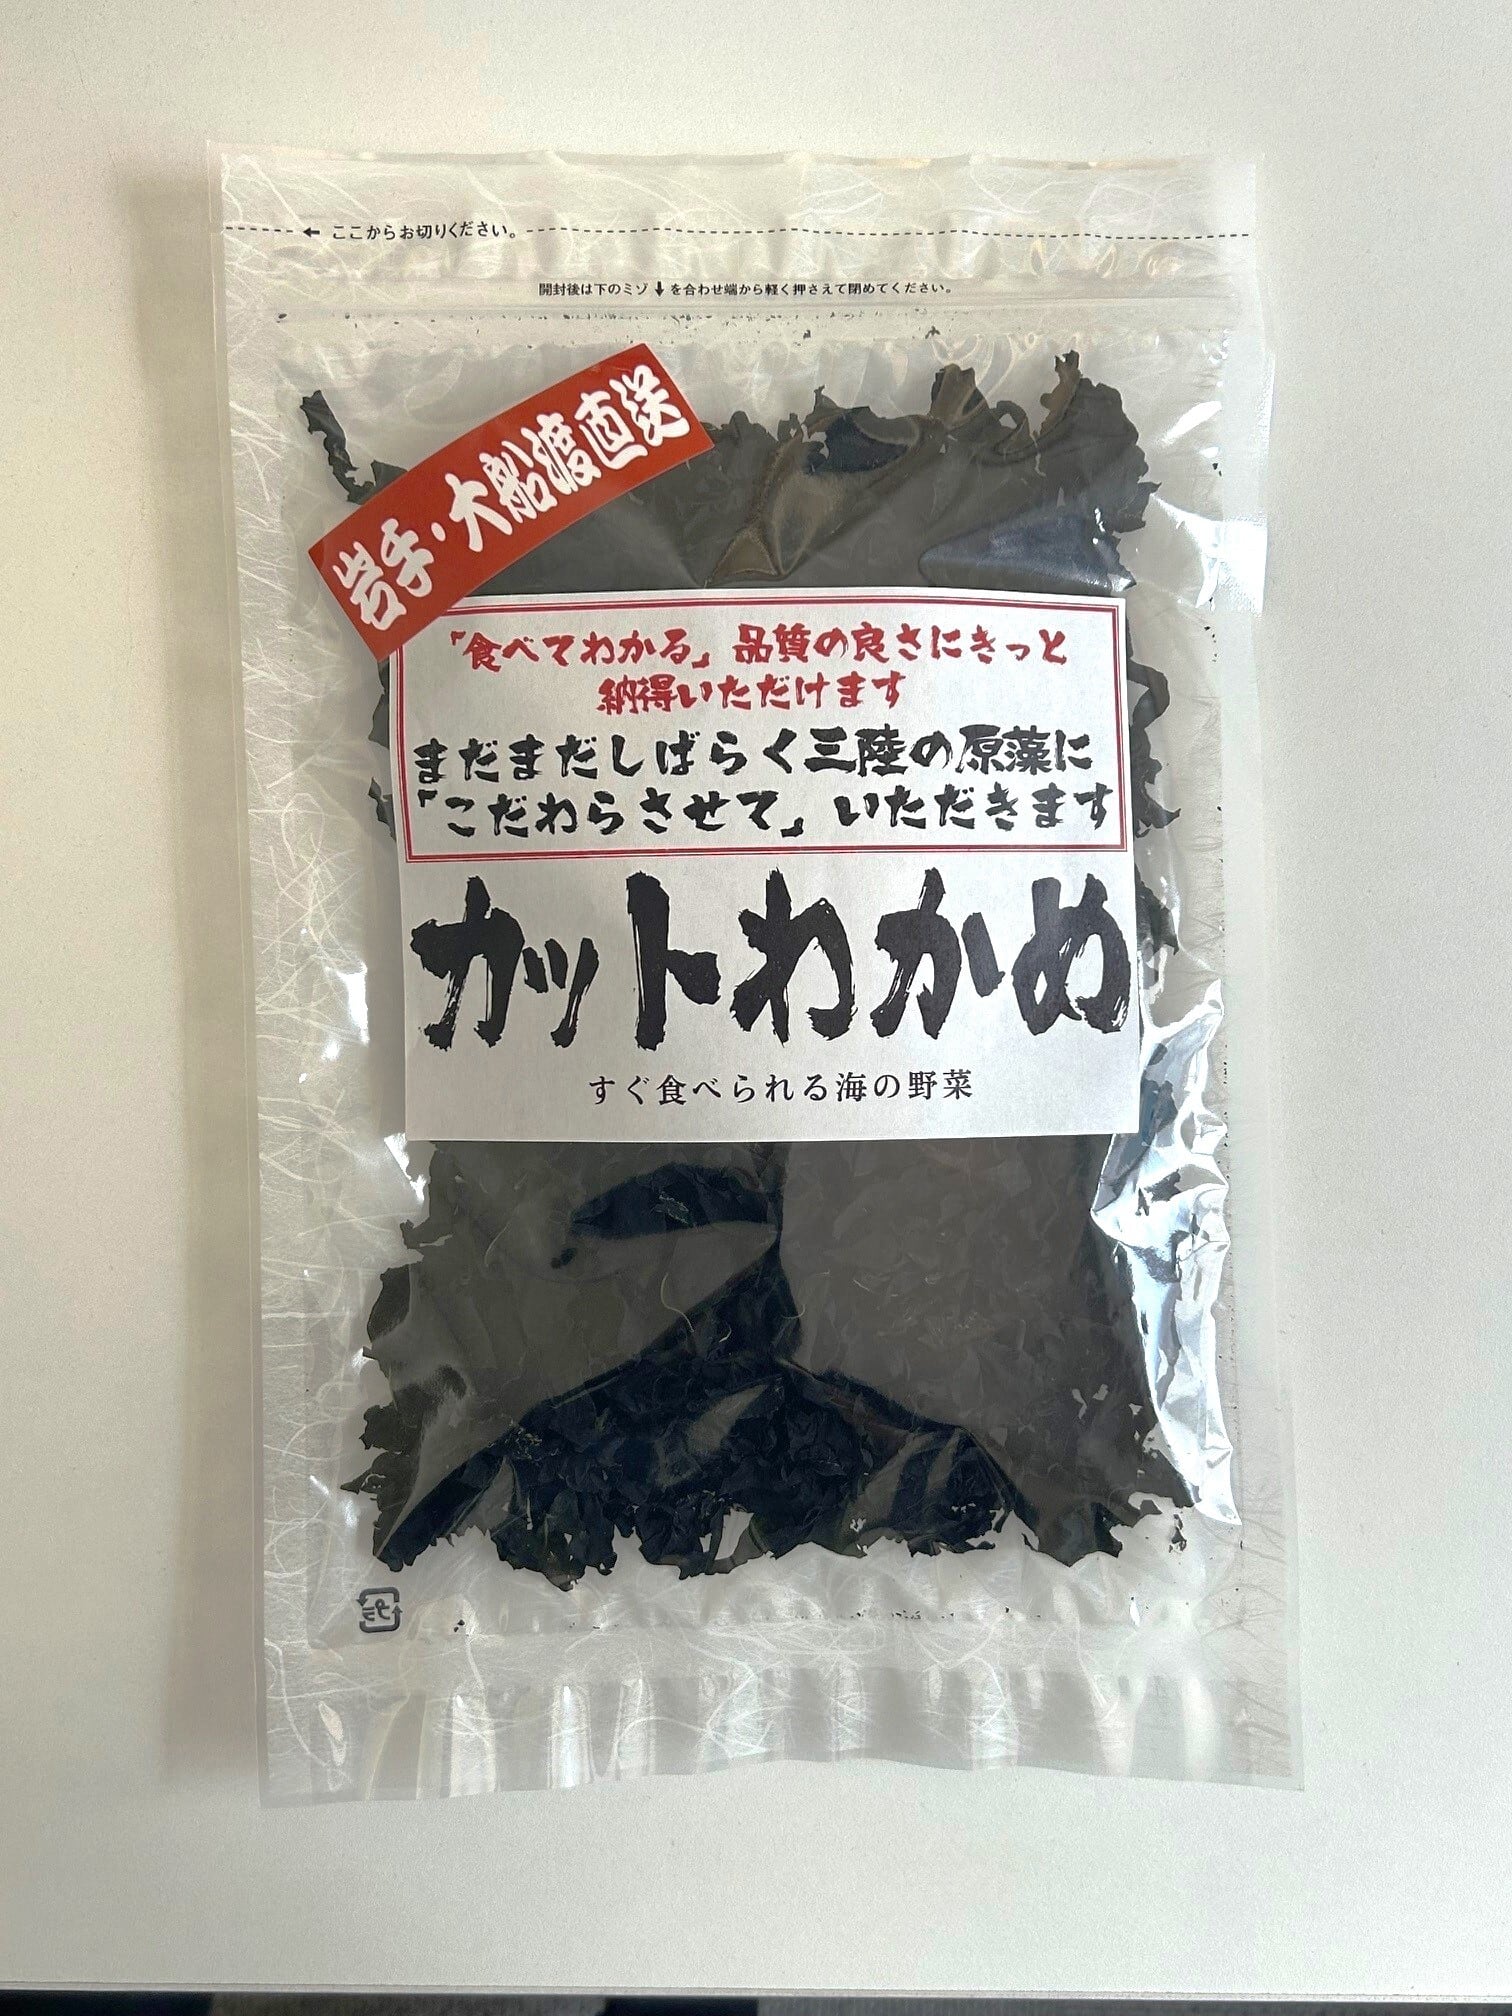 ← ここからお切りください。
開封後は下のミゾ↓を合わせ端から軽く押さえて閉めてください。
岩手・大船渡直送
「食べてわかる」品質の良さにきっと
納得いただけます
まだまだしばらく三陸の原藻に
「こだわらさせて」いただきます
カットわかめ
すぐ食べられる海の野菜
プラ